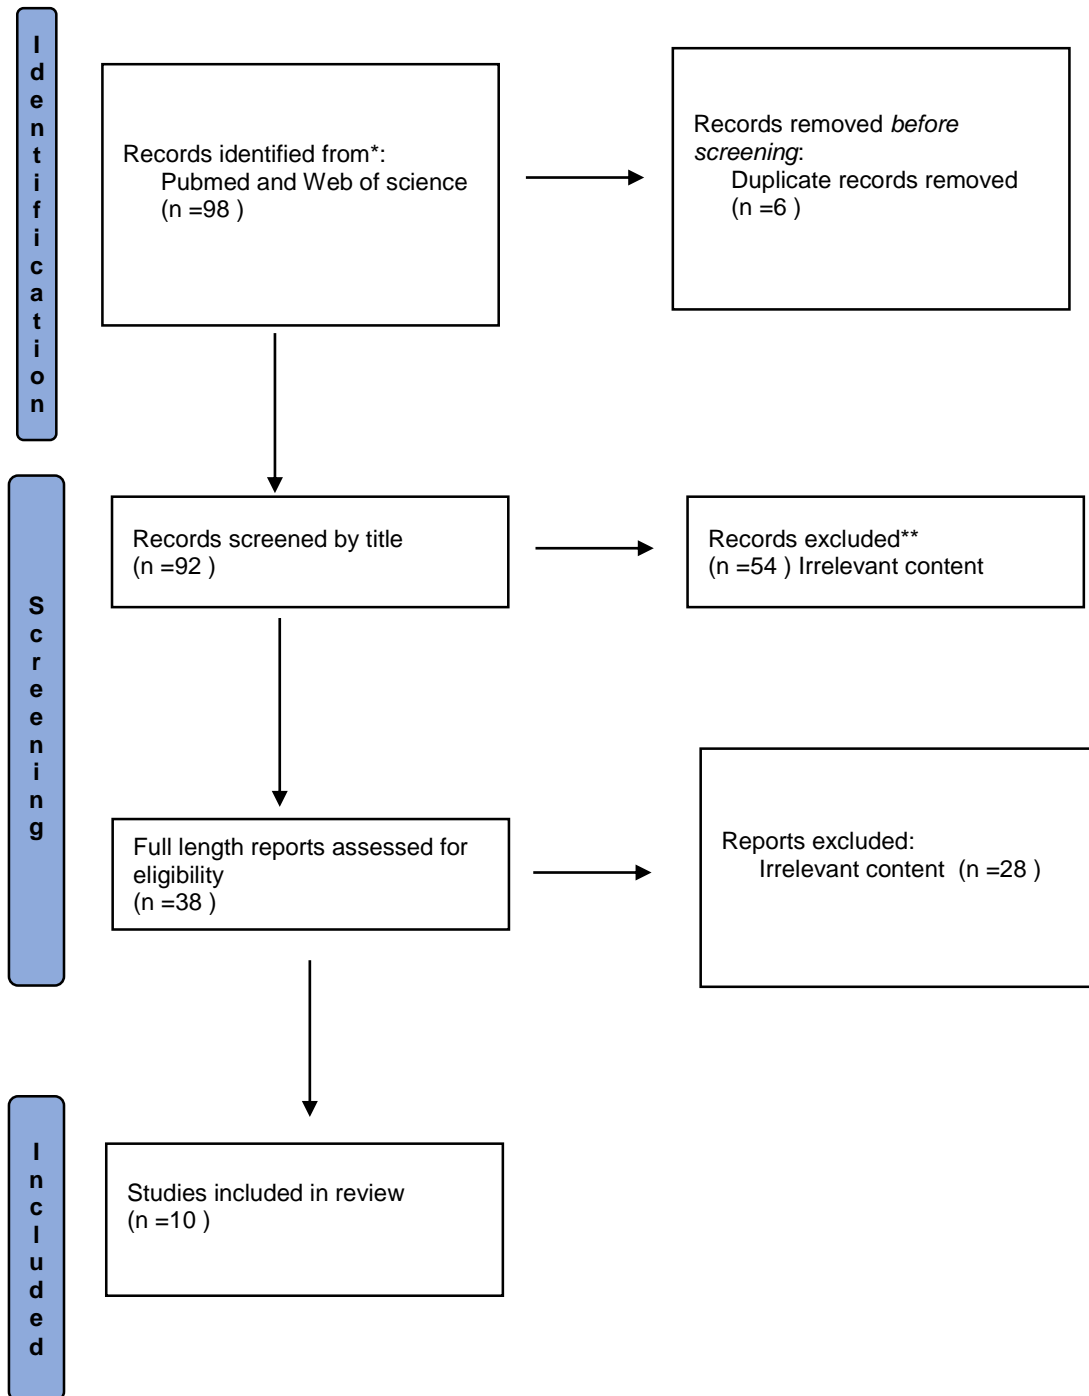 Identification
Records identified from*:
Pubmed and Web of science
(n =98 )
Records removed before
screening:
Duplicate records removed
(n =6 )
Screening
Records screened by title
(n =92 )
Records excluded**
(n =54 ) Irrelevant content
Full length reports assessed for
eligibility
(n =38 )
Reports excluded:
Irrelevant content  (n =28 )
Included
Studies included in review
(n =10 )